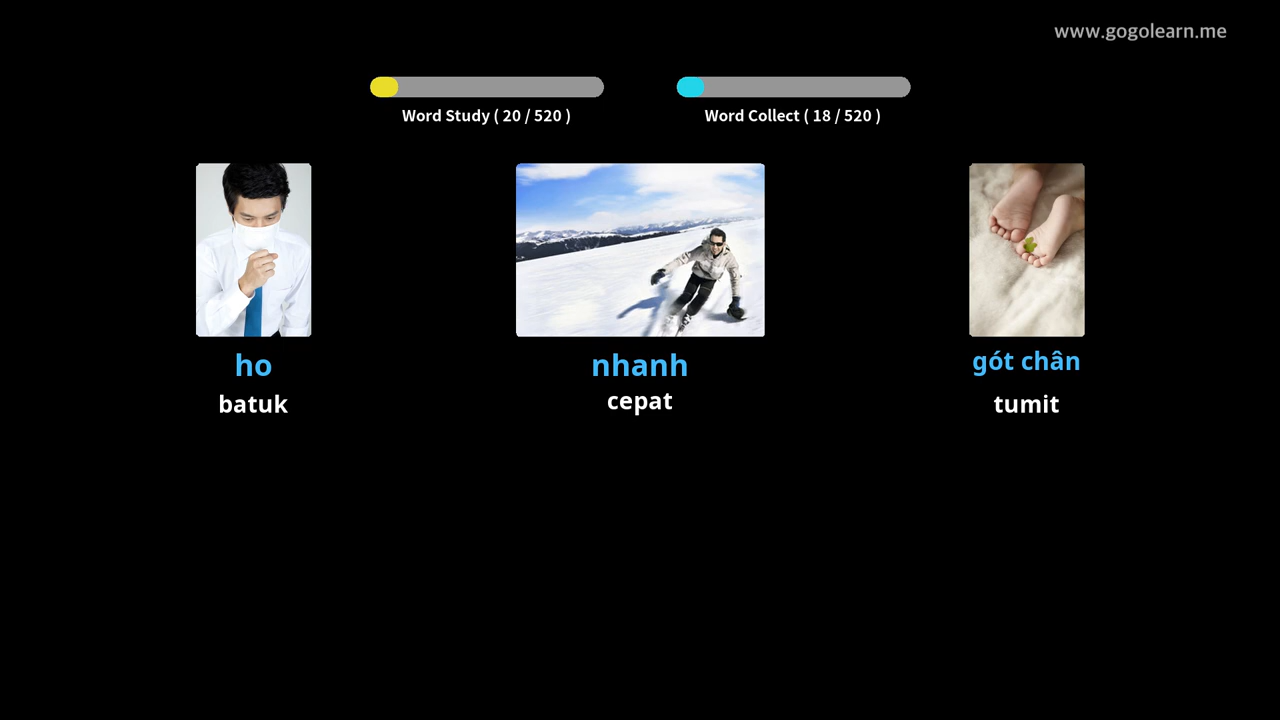 www.gogolearn.me
Word Study ( 20 / 520 )
Word Collect ( 18 / 520 )
ho
batuk
nhanh
cepat
gót chân
tumit